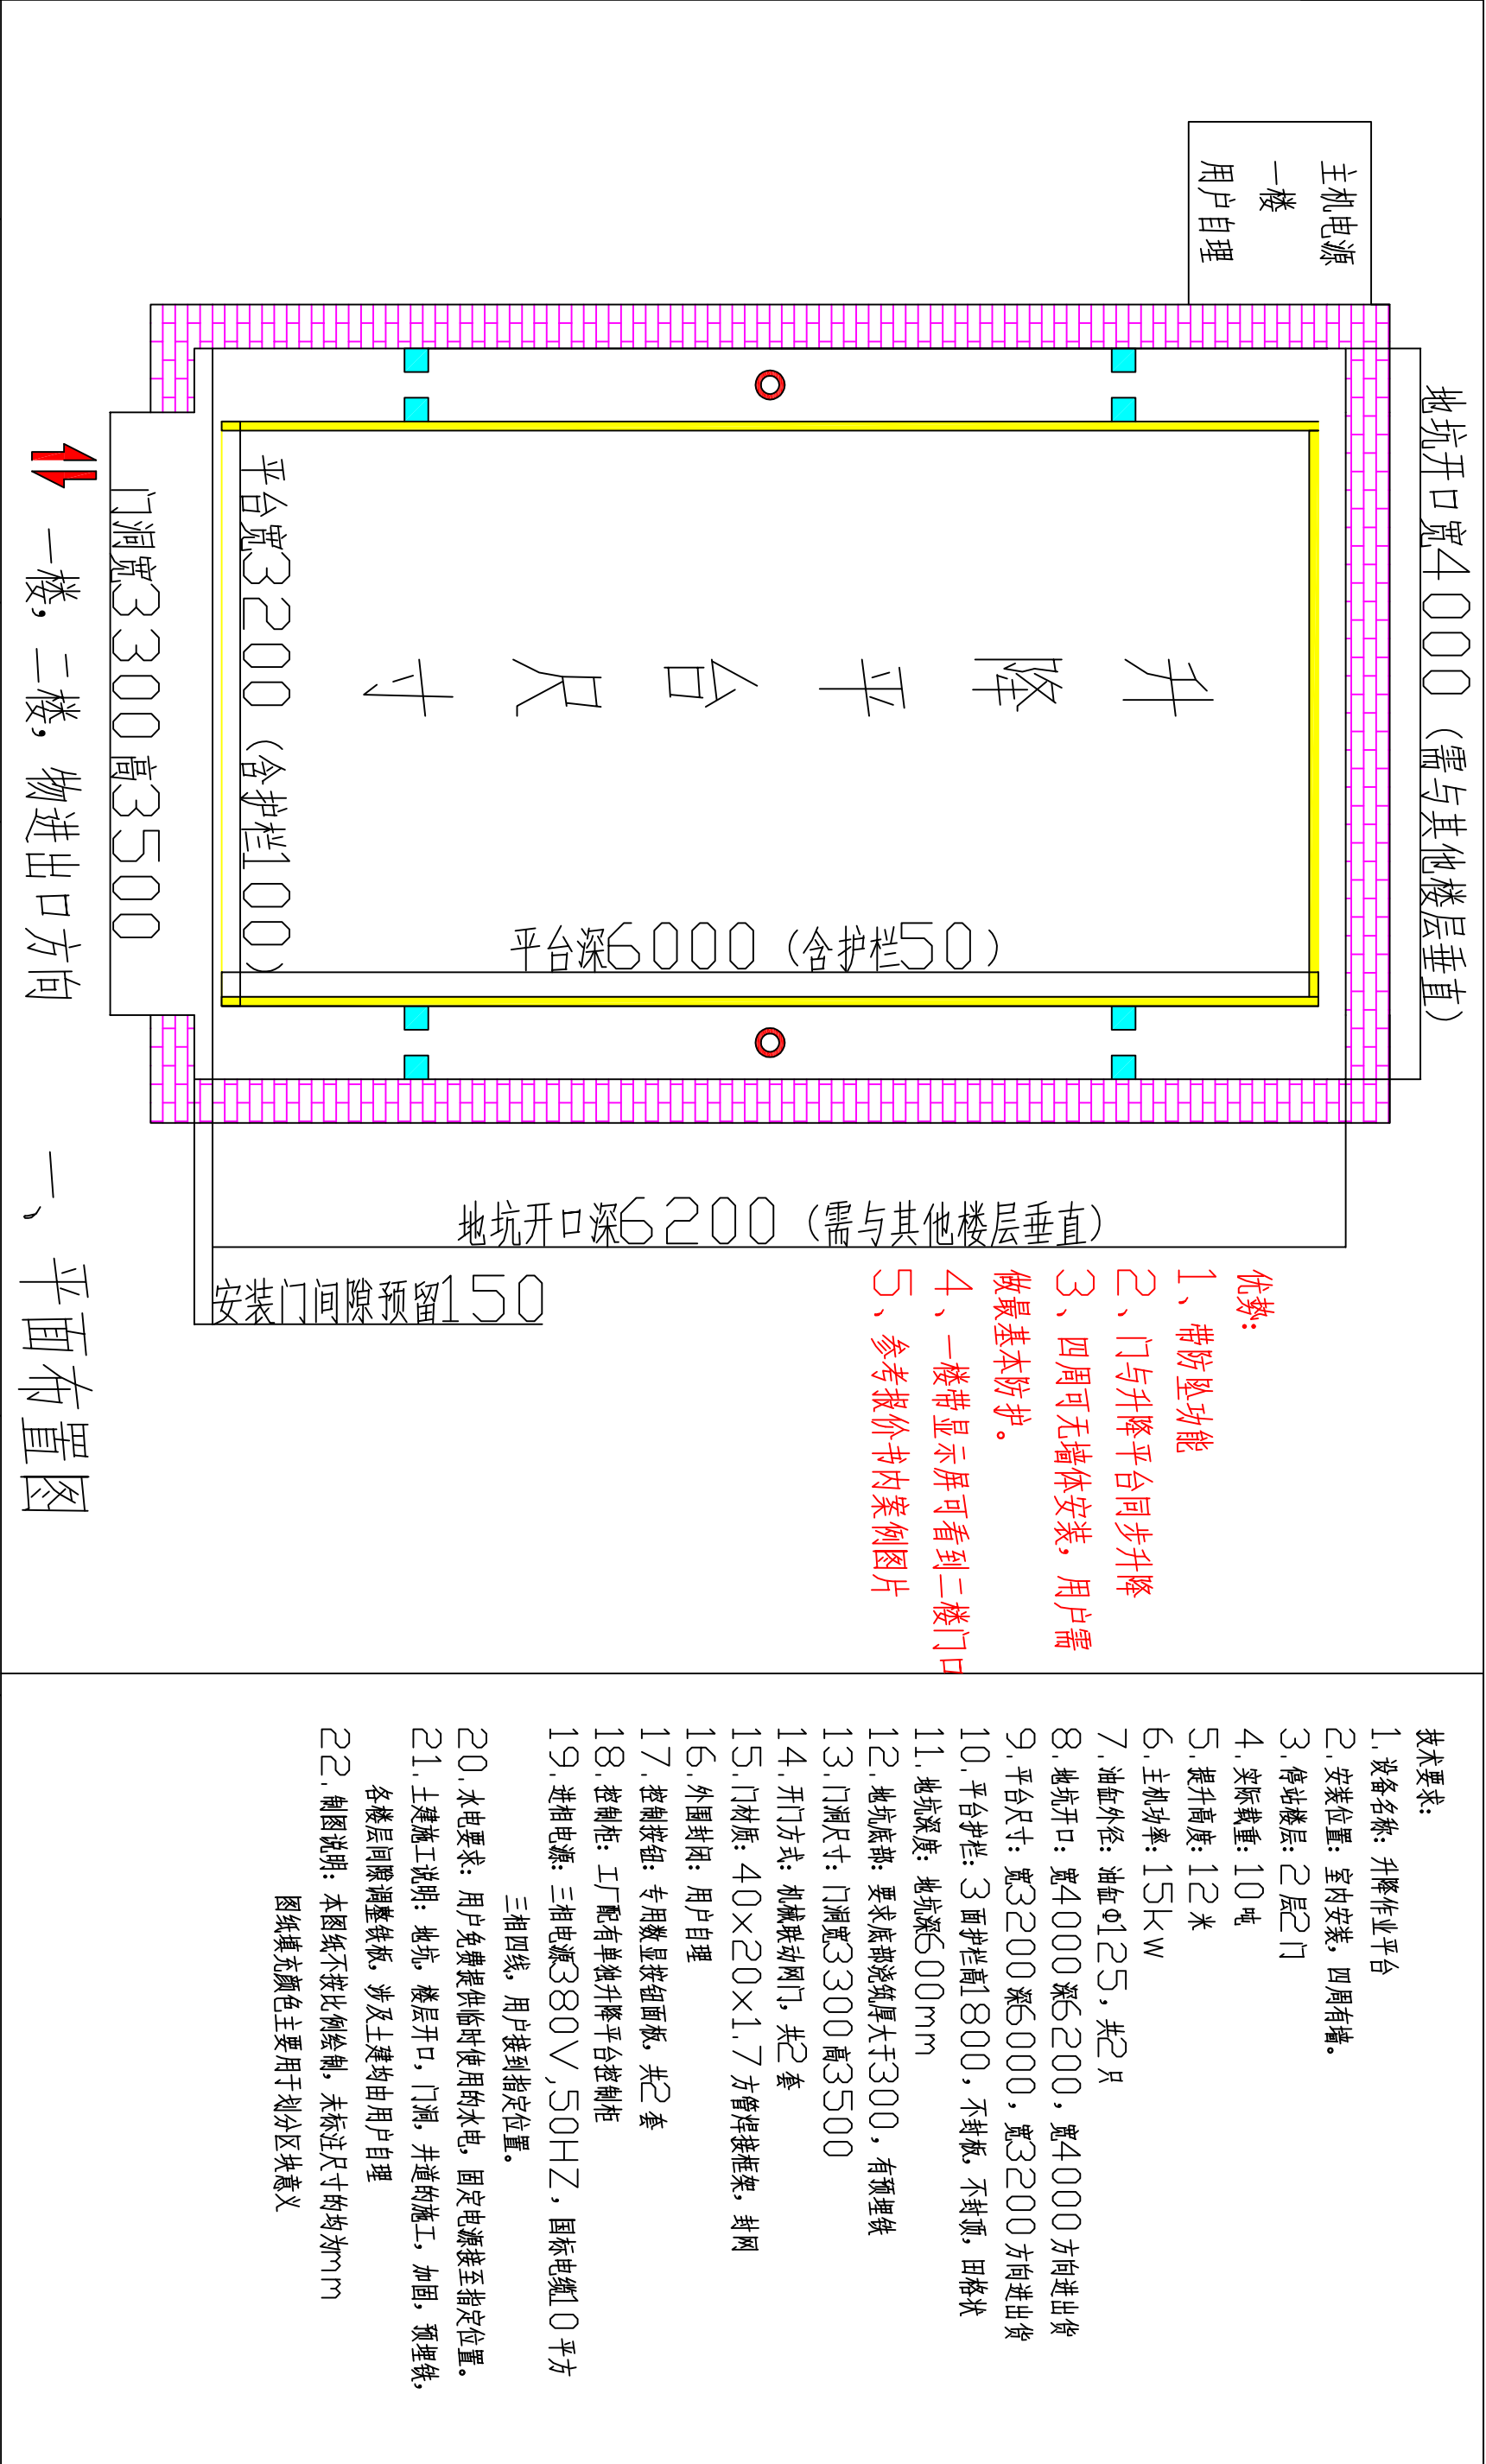 主机电源
一楼
用户自理
地坑开口宽4000（需与其他楼层垂直）
升降平台尺寸
平台深6000（含护栏50）
平台宽3200（含护栏100）
门洞宽3300高3500
一楼，二楼，物进出口方向
地坑开口深6200（需与其他楼层垂直）
安装门间隙预留150
一、平面布置图
优势：
1、带防坠功能
2、门与升降平台同步升降
3、四周可无墙体安装，用户需
做最基本防护。
4、一楼带显示屏可看到二楼门口
5、参考报价书内案例图片
技术要求：
1.设备名称：升降作业平台
2.安装位置：室内安装，四周有墙。
3.停站楼层：2层2门
4.实际载重：10吨
5.提升高度：12米
6.主机功率：15kW
7.油缸外径：油缸Φ125，共2只
8.地坑开口：宽4000深6200，宽4000方向进出货
9.平台尺寸：宽3200深6000，宽3200方向进出货
10.平台护栏：3面护栏高1800，不封板，不封顶，田格状
11.地坑深度：地坑深600mm
12.地坑底部：要求底部浇筑厚大于300，有预埋铁
13.门洞尺寸：门洞宽3300高3500
14.开门方式：机械联动网门，共2套
15.门材质：40×20×1.7方管焊接框架，封网
16.外围封闭：用户自理
17.控制按钮：专用数显按钮面板，共2套
18.控制柜：工厂配有单独升降平台控制柜
19.进相电源：三相电源380V,50HZ，国标电缆10平方
三相四线，用户接到指定位置。
20.水电要求：用户免费提供临时使用的水电，固定电源接至指定位置。
21.土建施工说明：地坑，楼层开口，门洞，井道的施工，加固，预埋铁，
各楼层间隙调整铁板，涉及土建均由用户自理
22.制图说明：本图纸不按比例绘制，未标注尺寸的均为mm
图纸填充颜色主要用于划分区块意义